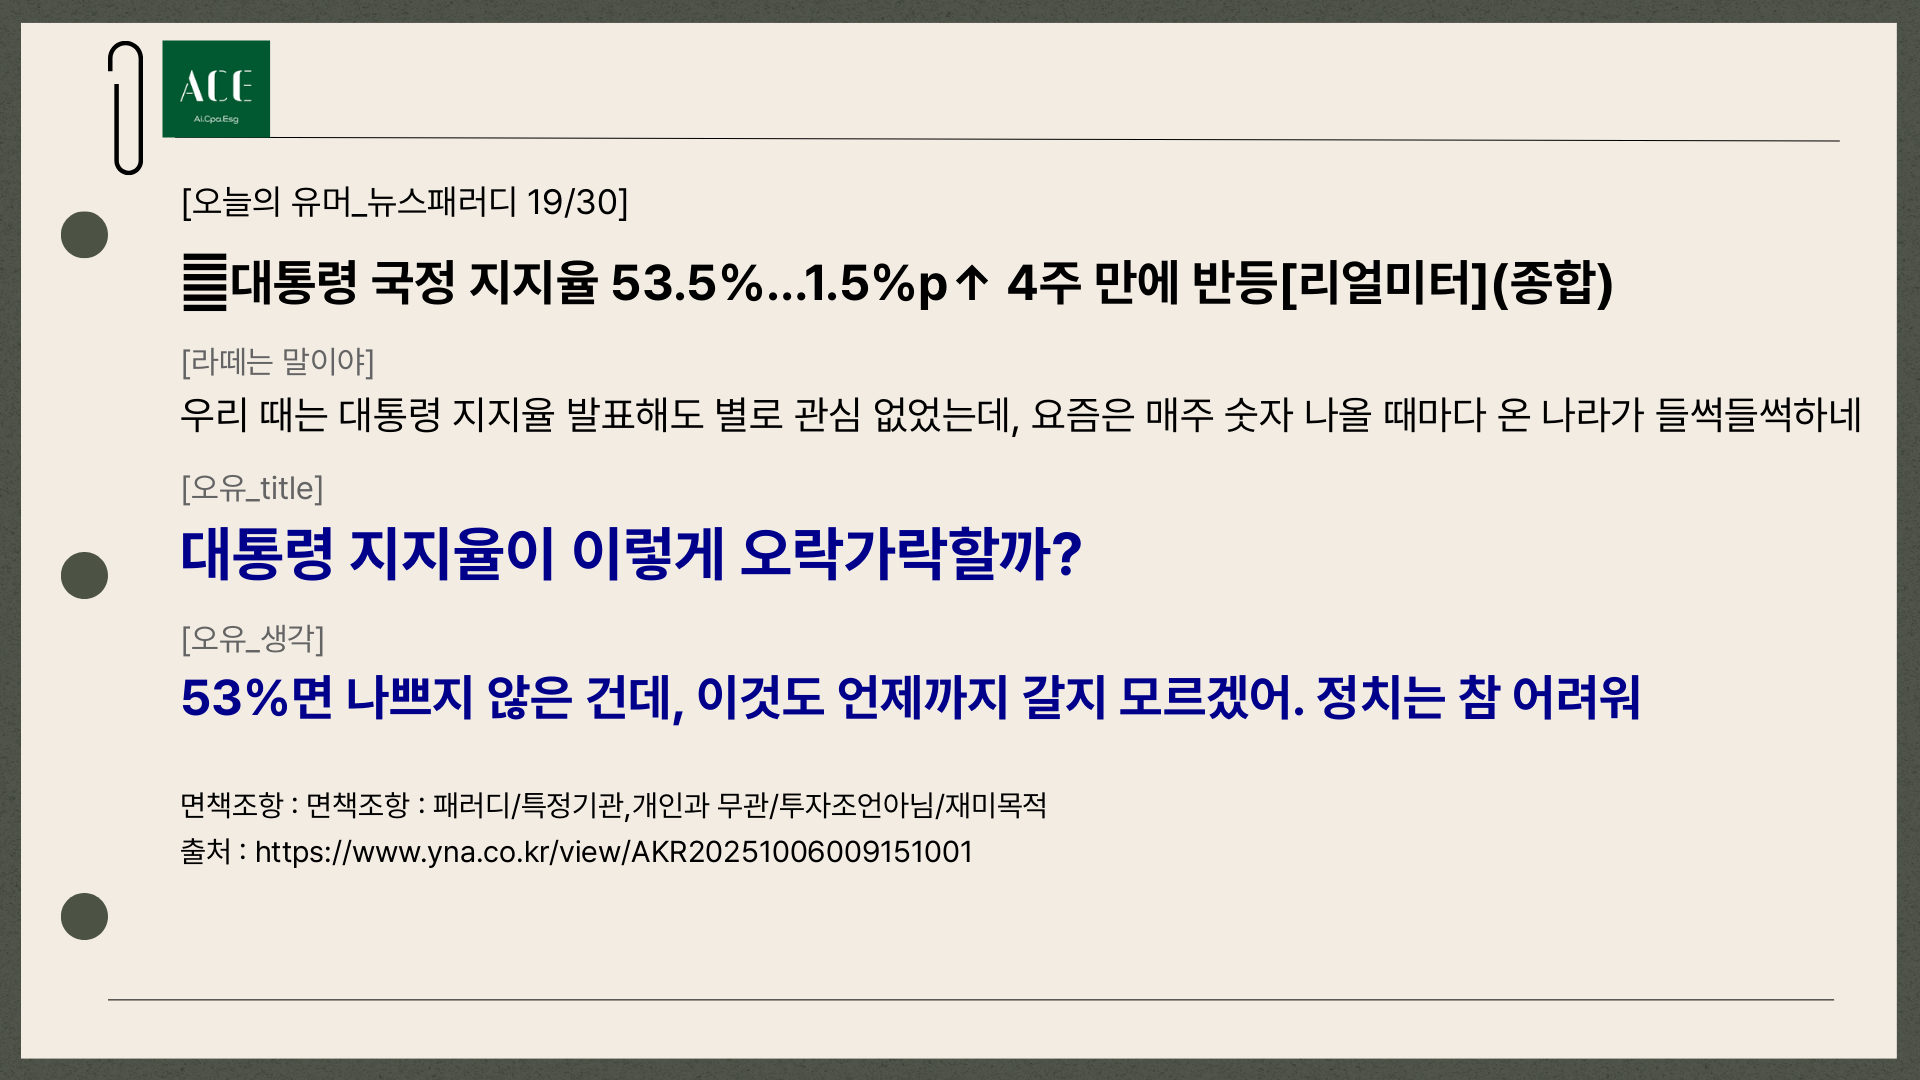 ACE
Ai.Cpa.Esg
[오늘의 유머_뉴스패러디 19/30]
대통령 국정 지지율 53.5%…1.5%p↑ 4주 만에 반등[리얼미터](종합)
[라떼는 말이야]
우리 때는 대통령 지지율 발표해도 별로 관심 없었는데, 요즘은 매주 숫자 나올 때마다 온 나라가 들썩들썩하네
[오유_title]
대통령 지지율이 이렇게 오락가락할까?
[오유_생각]
53%면 나쁘지 않은 건데, 이것도 언제까지 갈지 모르겠어. 정치는 참 어려워
면책조항 : 면책조항 : 패러디/특정기관,개인과 무관/투자조언아님/재미목적
출처 : https://www.yna.co.kr/view/AKR20251006009151001